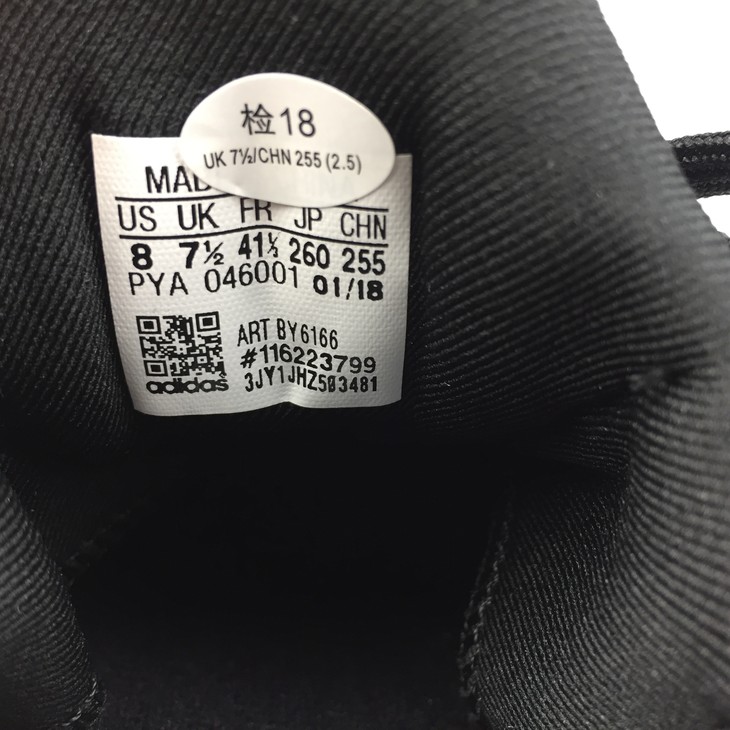 检18
UK 7½/CHN 255 (2.5)
US UK FR JP CHN
8 7½ 41⅓ 260 255
PYA 046001 01/18
ART BY6166
#116223799
3JY1JHZ503481
adidas